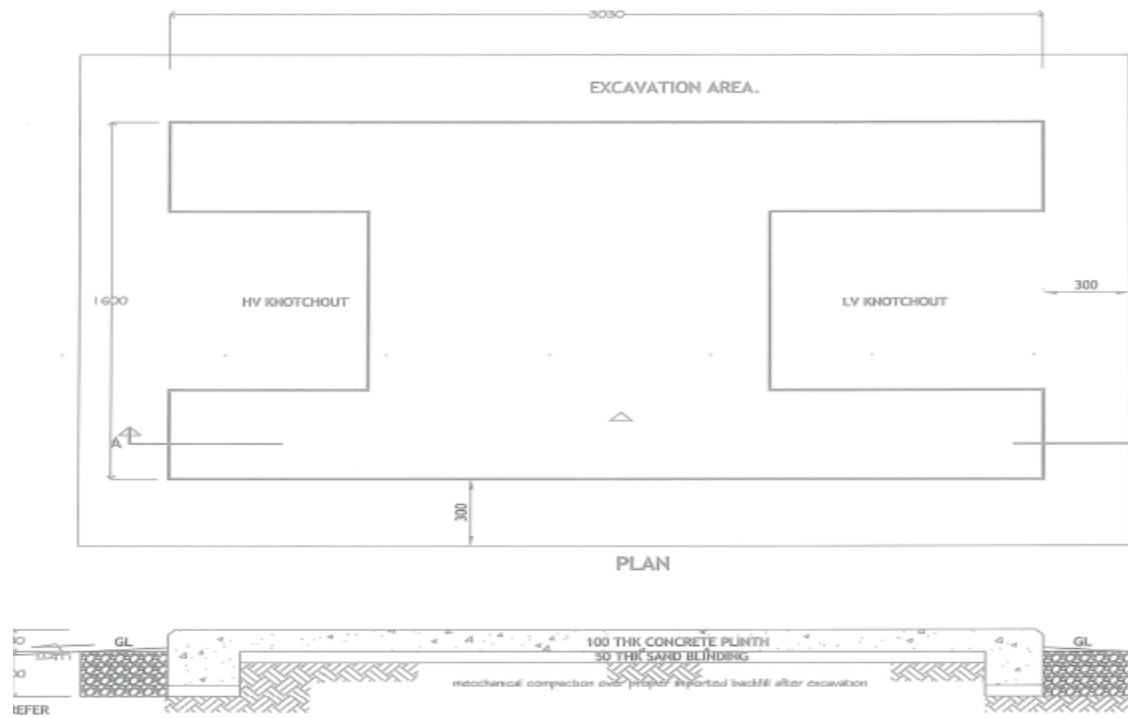 3030
EXCAVATION AREA.
1600
HV KNOTCHOUT
LV KNOTCHOUT
300
A
300
PLAN
GL
100 THK CONCRETE PLINTH
GL
50 THK SAND BLINDING
mecchanical compaction over proper imported backfill after excavation
REFER